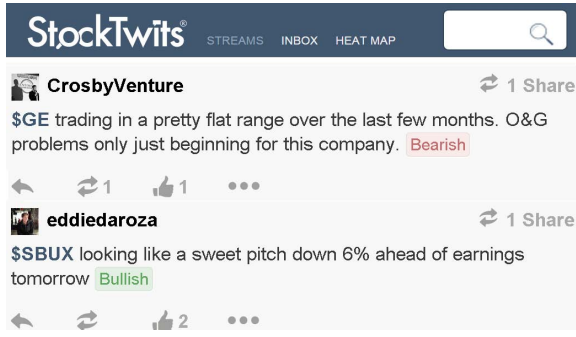 StockTwits® STREAMS INBOX HEAT MAP
CrosbyVenture 1 Share
$GE trading in a pretty flat range over the last few months. O&G
problems only just beginning for this company. Bearish
1 1
eddiedaroza 1 Share
$SBUX looking like a sweet pitch down 6% ahead of earnings
tomorrow Bullish
2